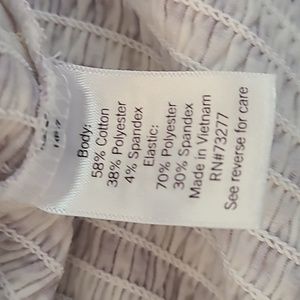 Body:
58% Cotton
38% Polyester
4% Spandex
Elastic:
70% Polyester
30% Spandex
Made in Vietnam
RN#73277
See reverse for care